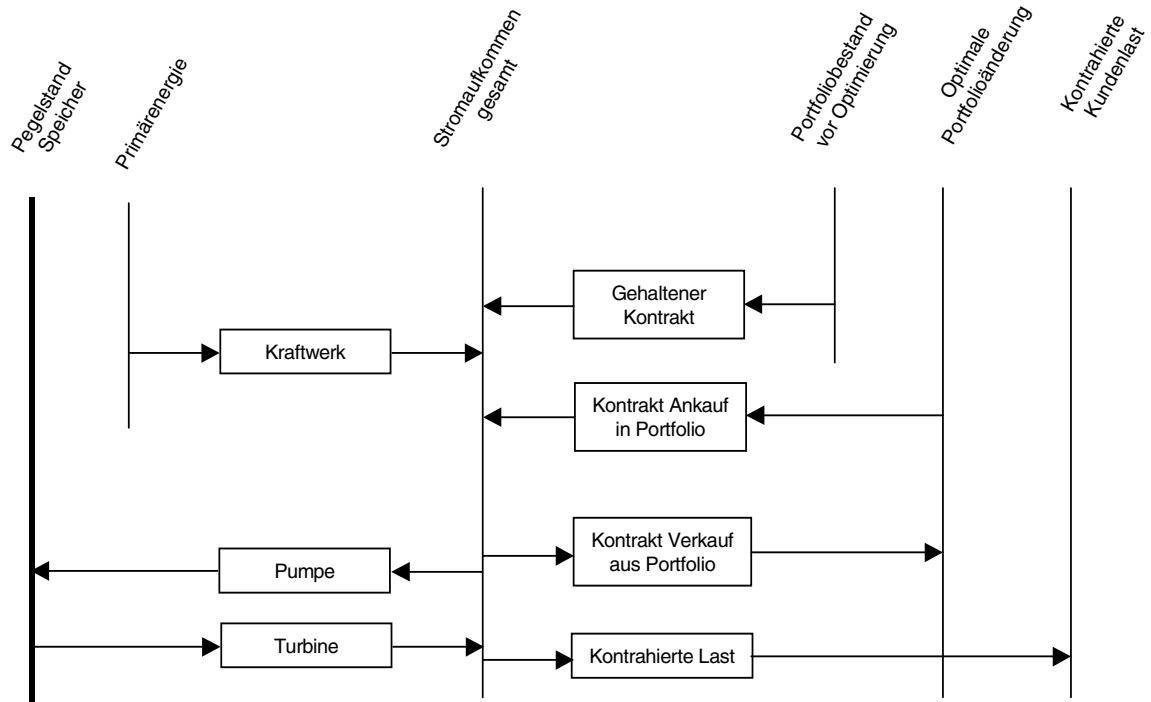 Pegelstand
Speicher
Primärenergie
Stromaufkommen
gesamt
Portfoliobestand
vor Optimierung
Optimale
Portfolioänderung
Kontrahierte
Kundenlast
Gehaltener
Kontrakt
Kraftwerk
Kontrakt Ankauf
in Portfolio
Kontrakt Verkauf
aus Portfolio
Pumpe
Turbine
Kontrahierte Last